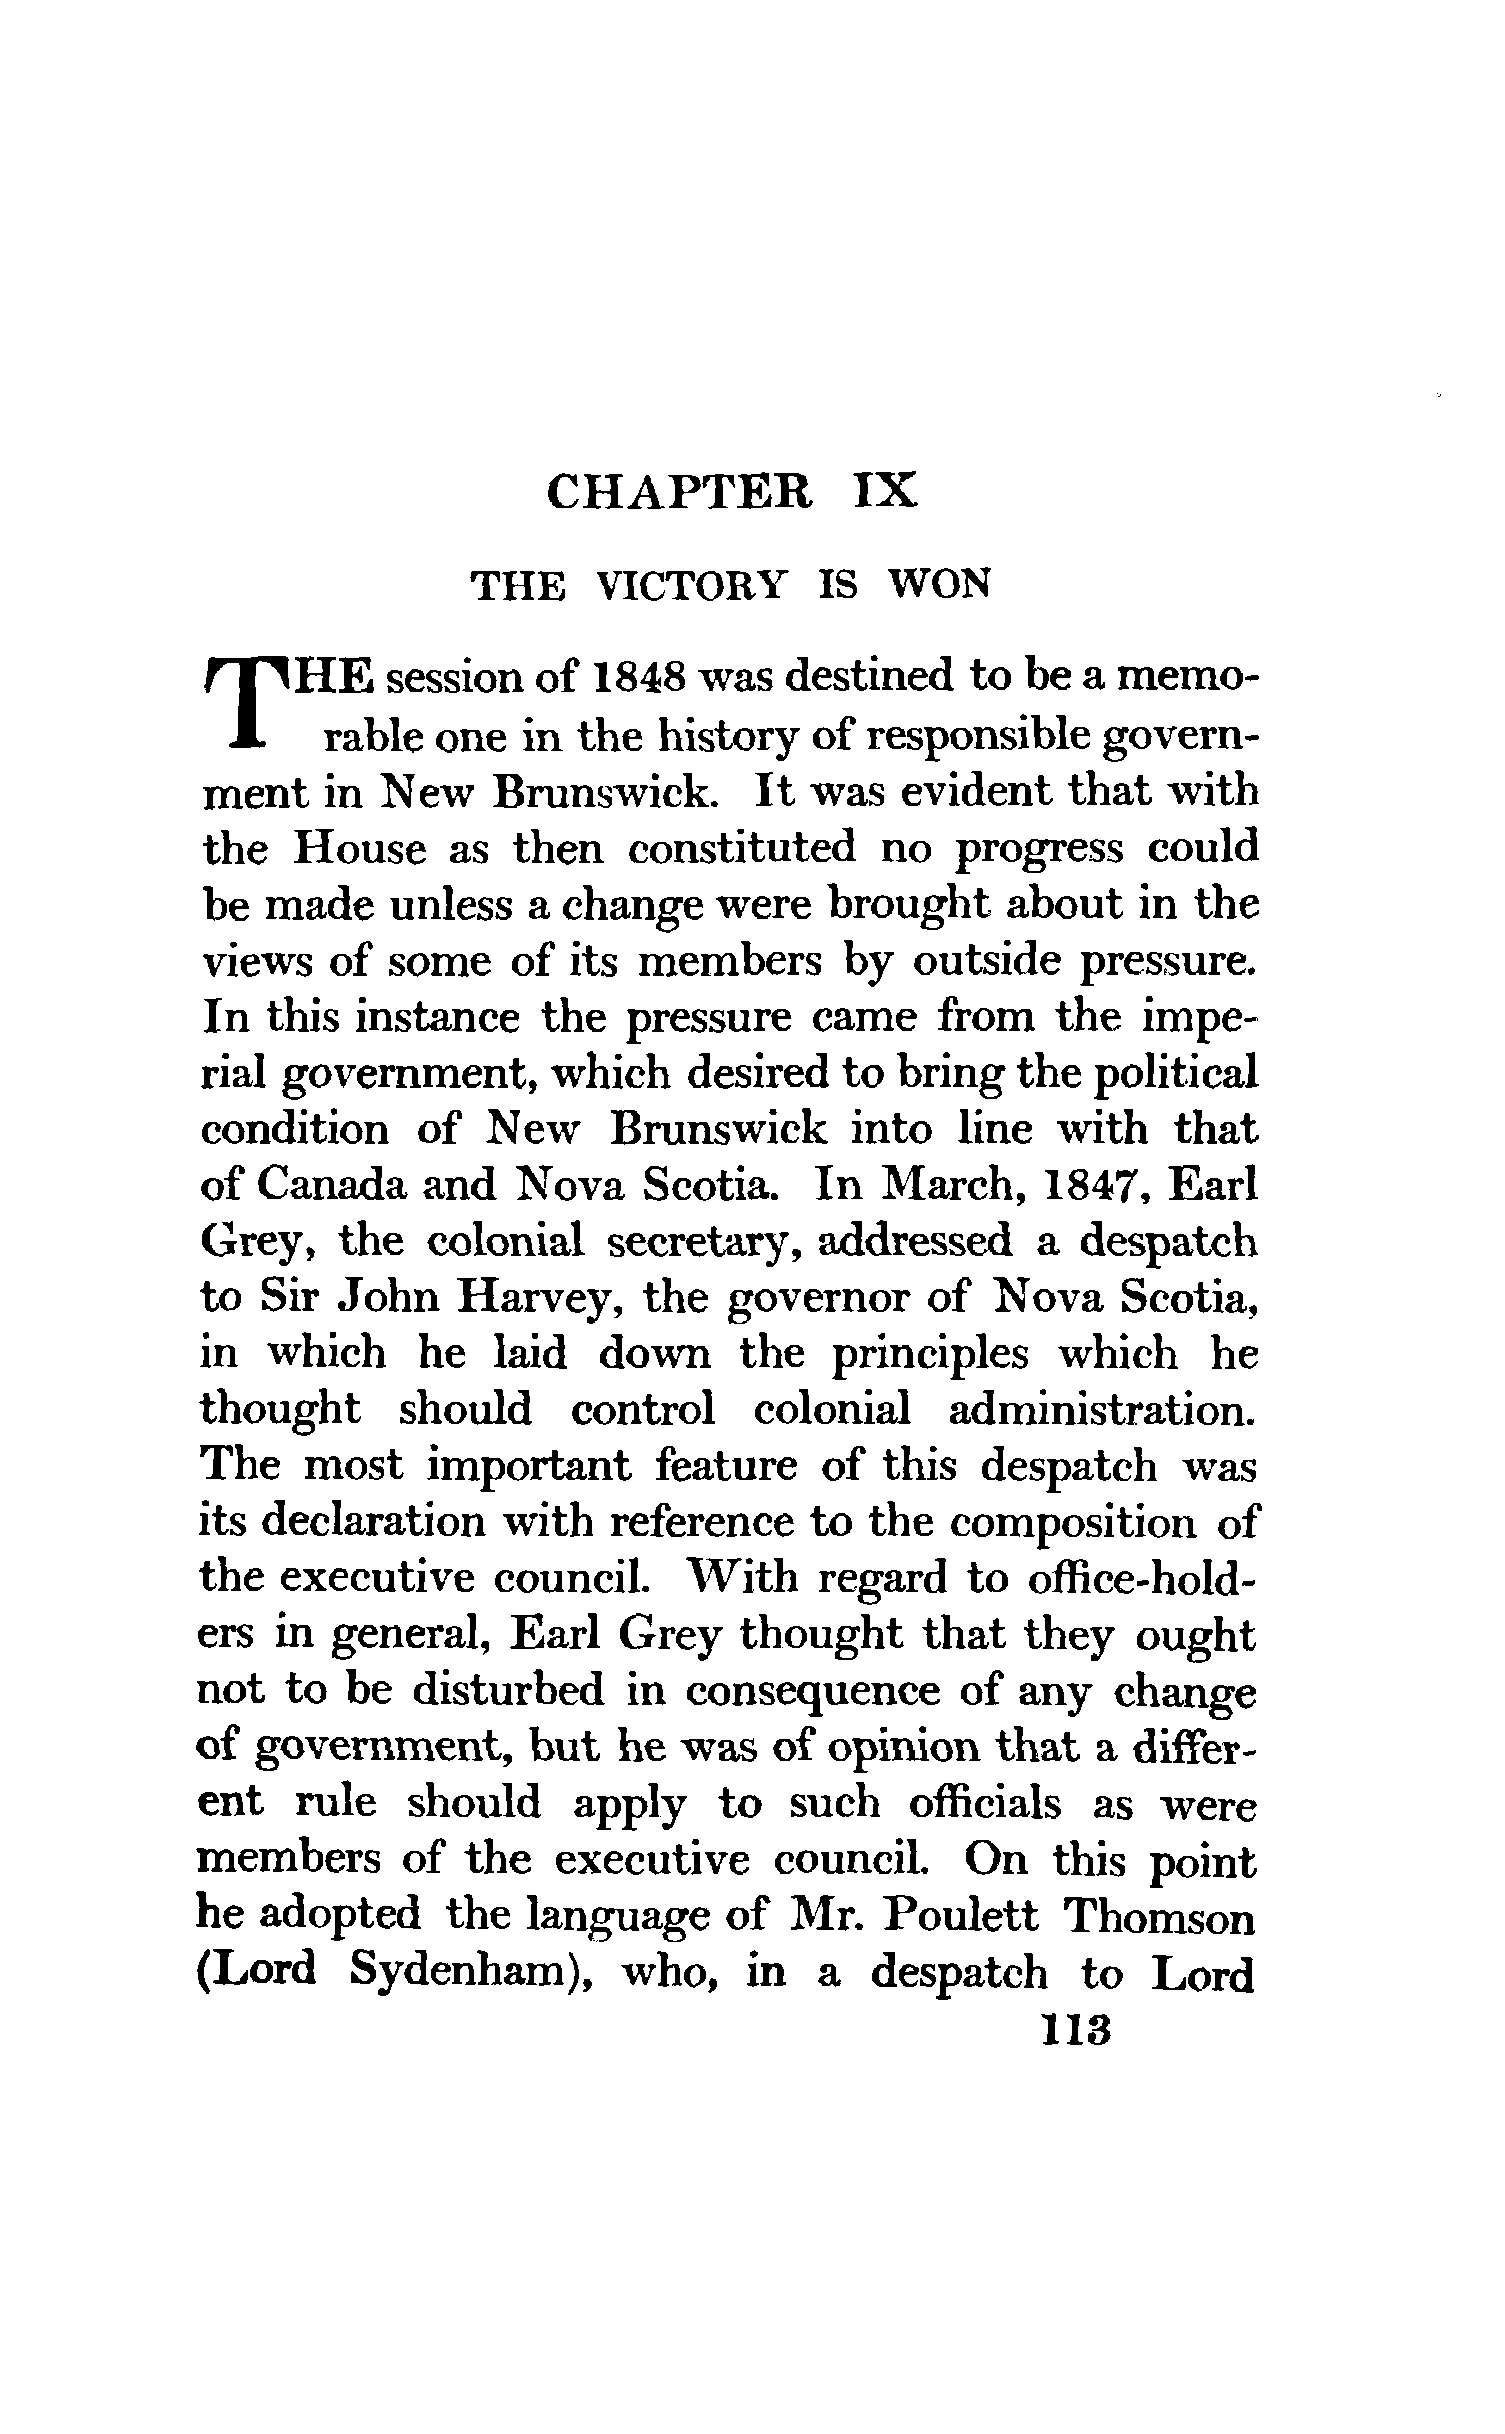 CHAPTER IX
THE VICTORY IS WON
THE session of 1848 was destined to be a memo-
rable one in the history of responsible govern-
ment in New Brunswick. It was evident that with
the House as then constituted no progress could
be made unless a change were brought about in the
views of some of its members by outside pressure.
In this instance the pressure came from the impe-
rial government, which desired to bring the political
condition of New Brunswick into line with that
of Canada and Nova Scotia. In March, 1847, Earl
Grey, the colonial secretary, addressed a despatch
to Sir John Harvey, the governor of Nova Scotia,
in which he laid down the principles which he
thought should control colonial administration.
The most important feature of this despatch was
its declaration with reference to the composition of
the executive council. With regard to office-hold-
ers in general, Earl Grey thought that they ought
not to be disturbed in consequence of any change
of government, but he was of opinion that a differ-
ent rule should apply to such officials as were
members of the executive council. On this point
he adopted the language of Mr. Poulett Thomson
(Lord Sydenham), who, in a despatch to Lord
113